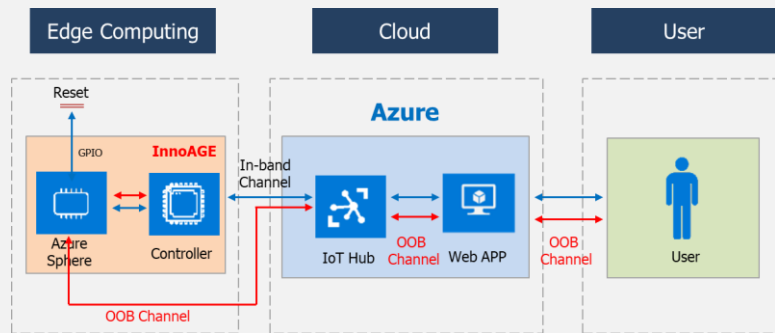 Edge Computing
Cloud
User
Reset
Azure
GPIO
InnoAGE
In-band
Channel
Azure
Sphere
Controller
IoT Hub
OOB
Channel
Web APP
OOB
Channel
User
OOB Channel